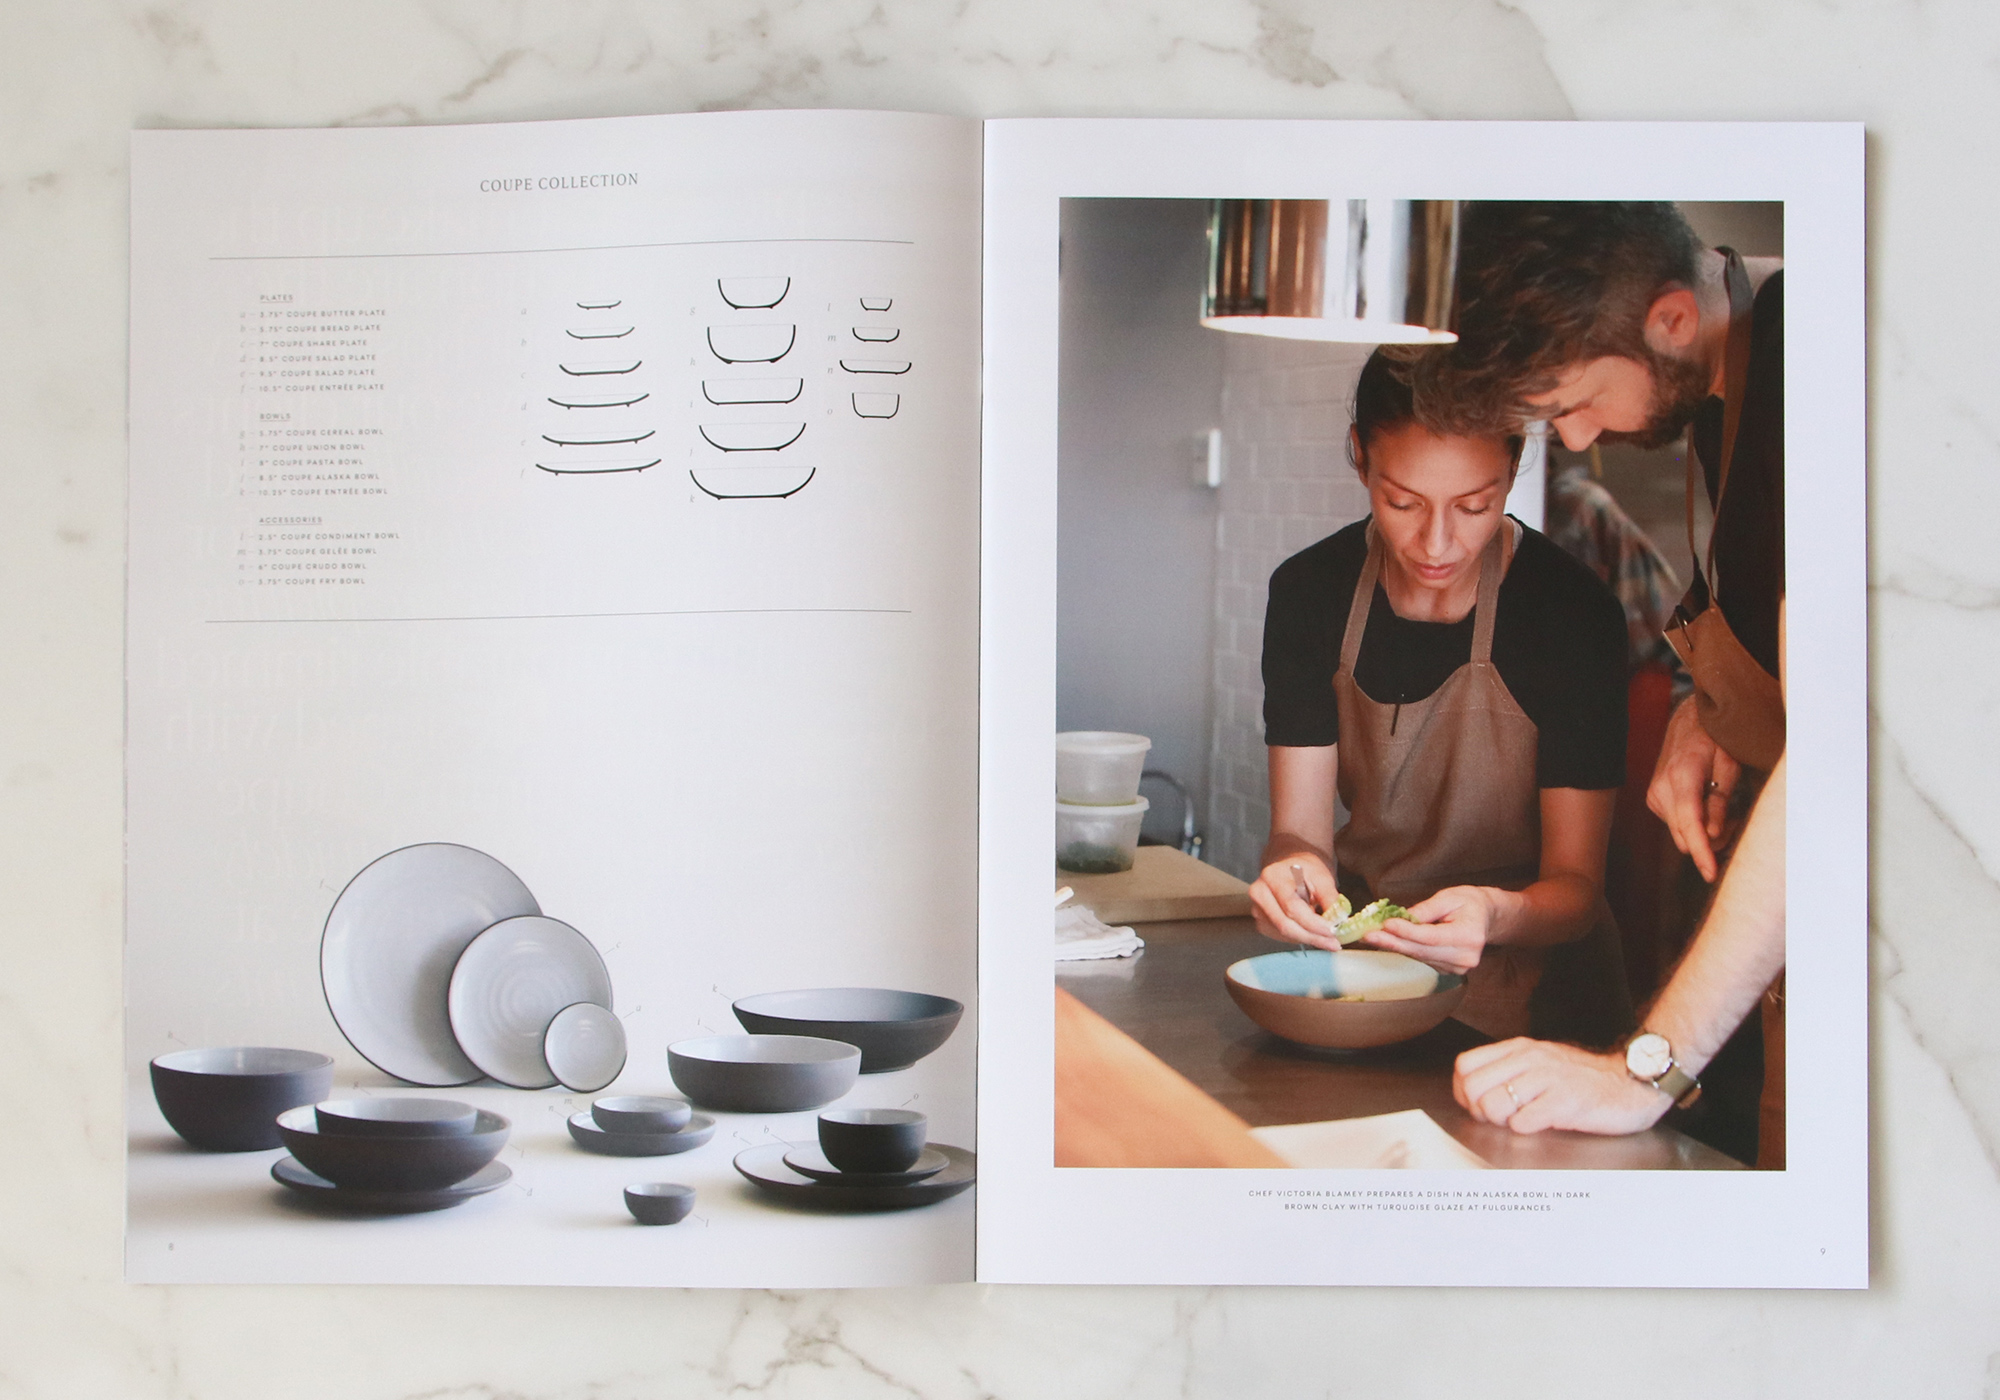 COUPE COLLECTION
PLATES
a — 3.75" COUPE BUTTER PLATE
b — 5.75" COUPE BREAD PLATE
c — 7" COUPE SHARE PLATE
d — 8.5" COUPE SALAD PLATE
e — 9.5" COUPE SALAD PLATE
f — 10.5" COUPE ENTRÉE PLATE
BOWLS
g — 5.75" COUPE CEREAL BOWL
h — 7" COUPE UNION BOWL
i — 8" COUPE PASTA BOWL
j — 8.5" COUPE ALASKA BOWL
k — 10.25" COUPE ENTRÉE BOWL
ACCESSORIES
l — 2.5" COUPE CONDIMENT BOWL
m — 3.75" COUPE GELÉE BOWL
n — 6" COUPE CRUDO BOWL
o — 3.75" COUPE FRY BOWL
a
b
c
d
e
f
g
h
i
j
k
l
m
n
o
f
c
a
k
i
h
g
m
n
o
b
e
d
l
8
CHEF VICTORIA BLAMEY PREPARES A DISH IN AN ALASKA BOWL IN DARK
BROWN CLAY WITH TURQUOISE GLAZE AT FULGURANCES.
9